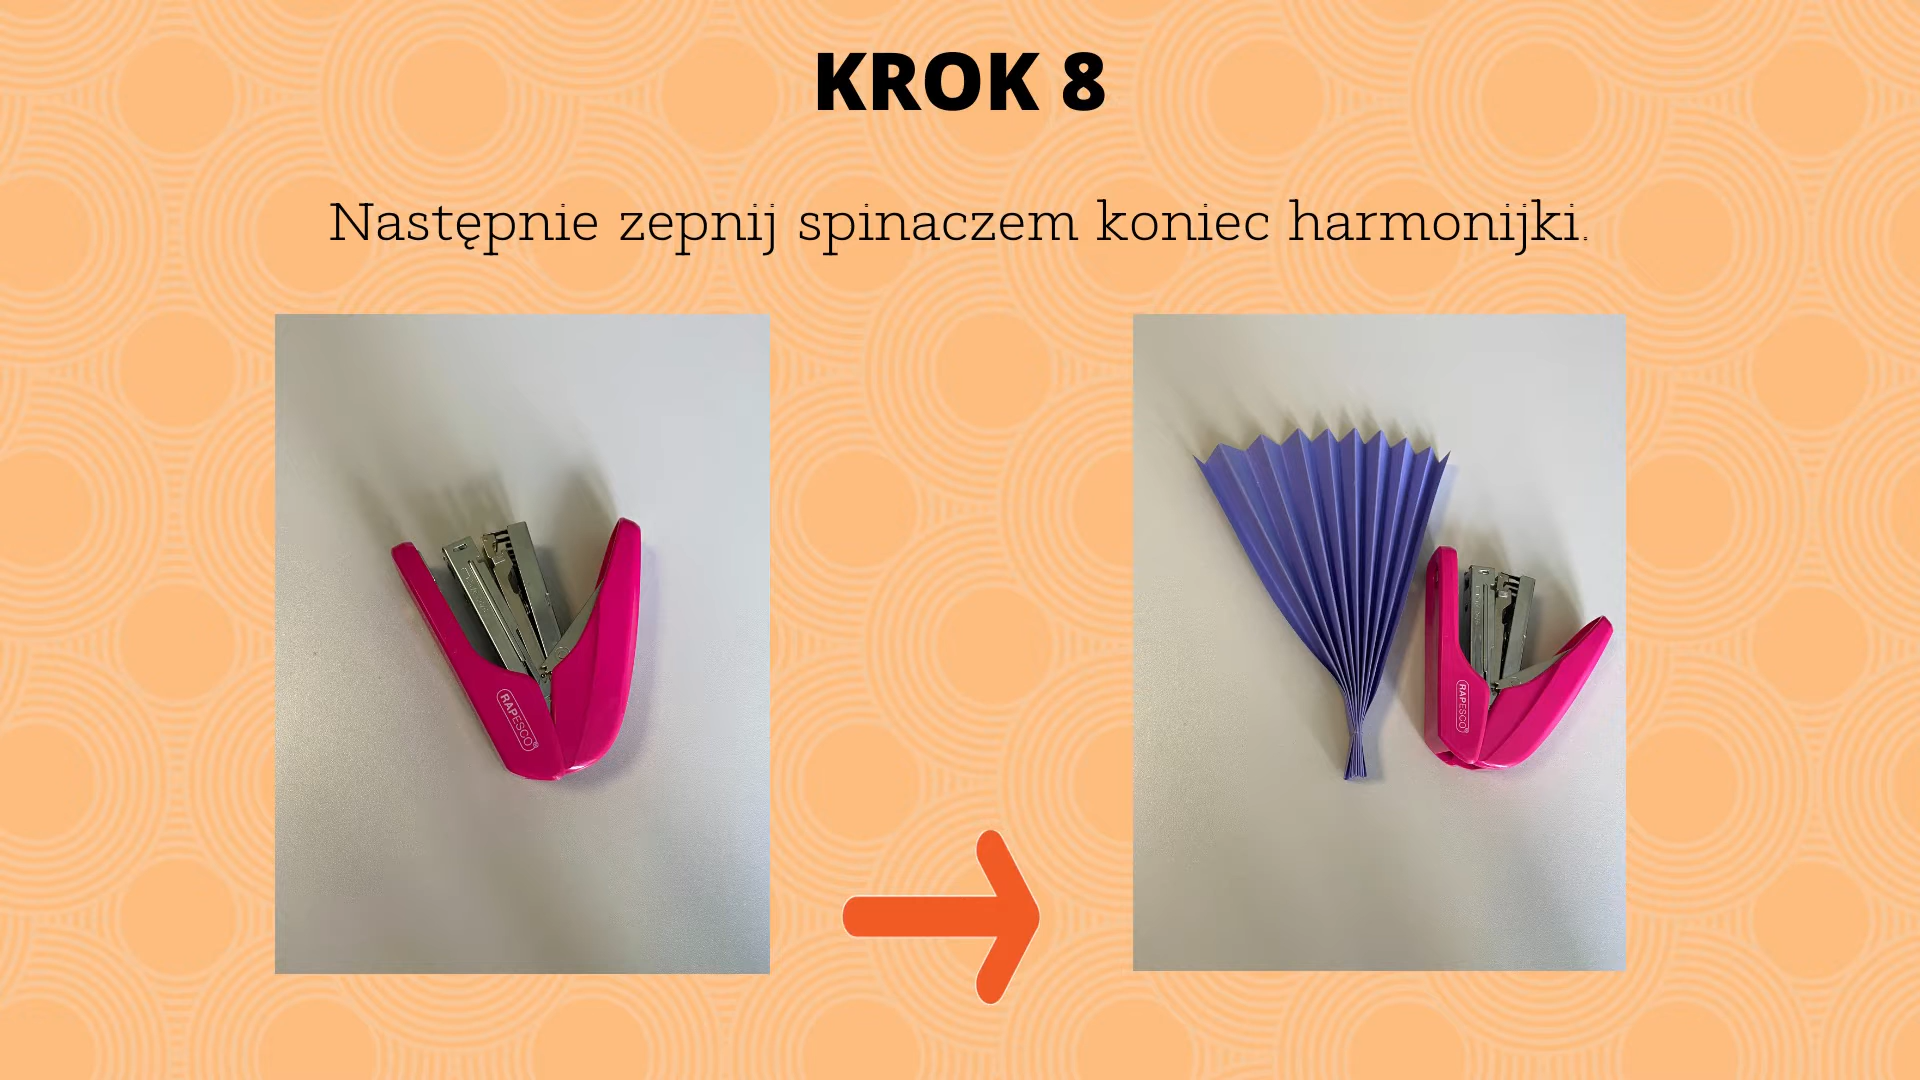 KROK 8
Następnie zepnij spinaczem koniec harmonijki.
RAPESCO®
RAPESCO®